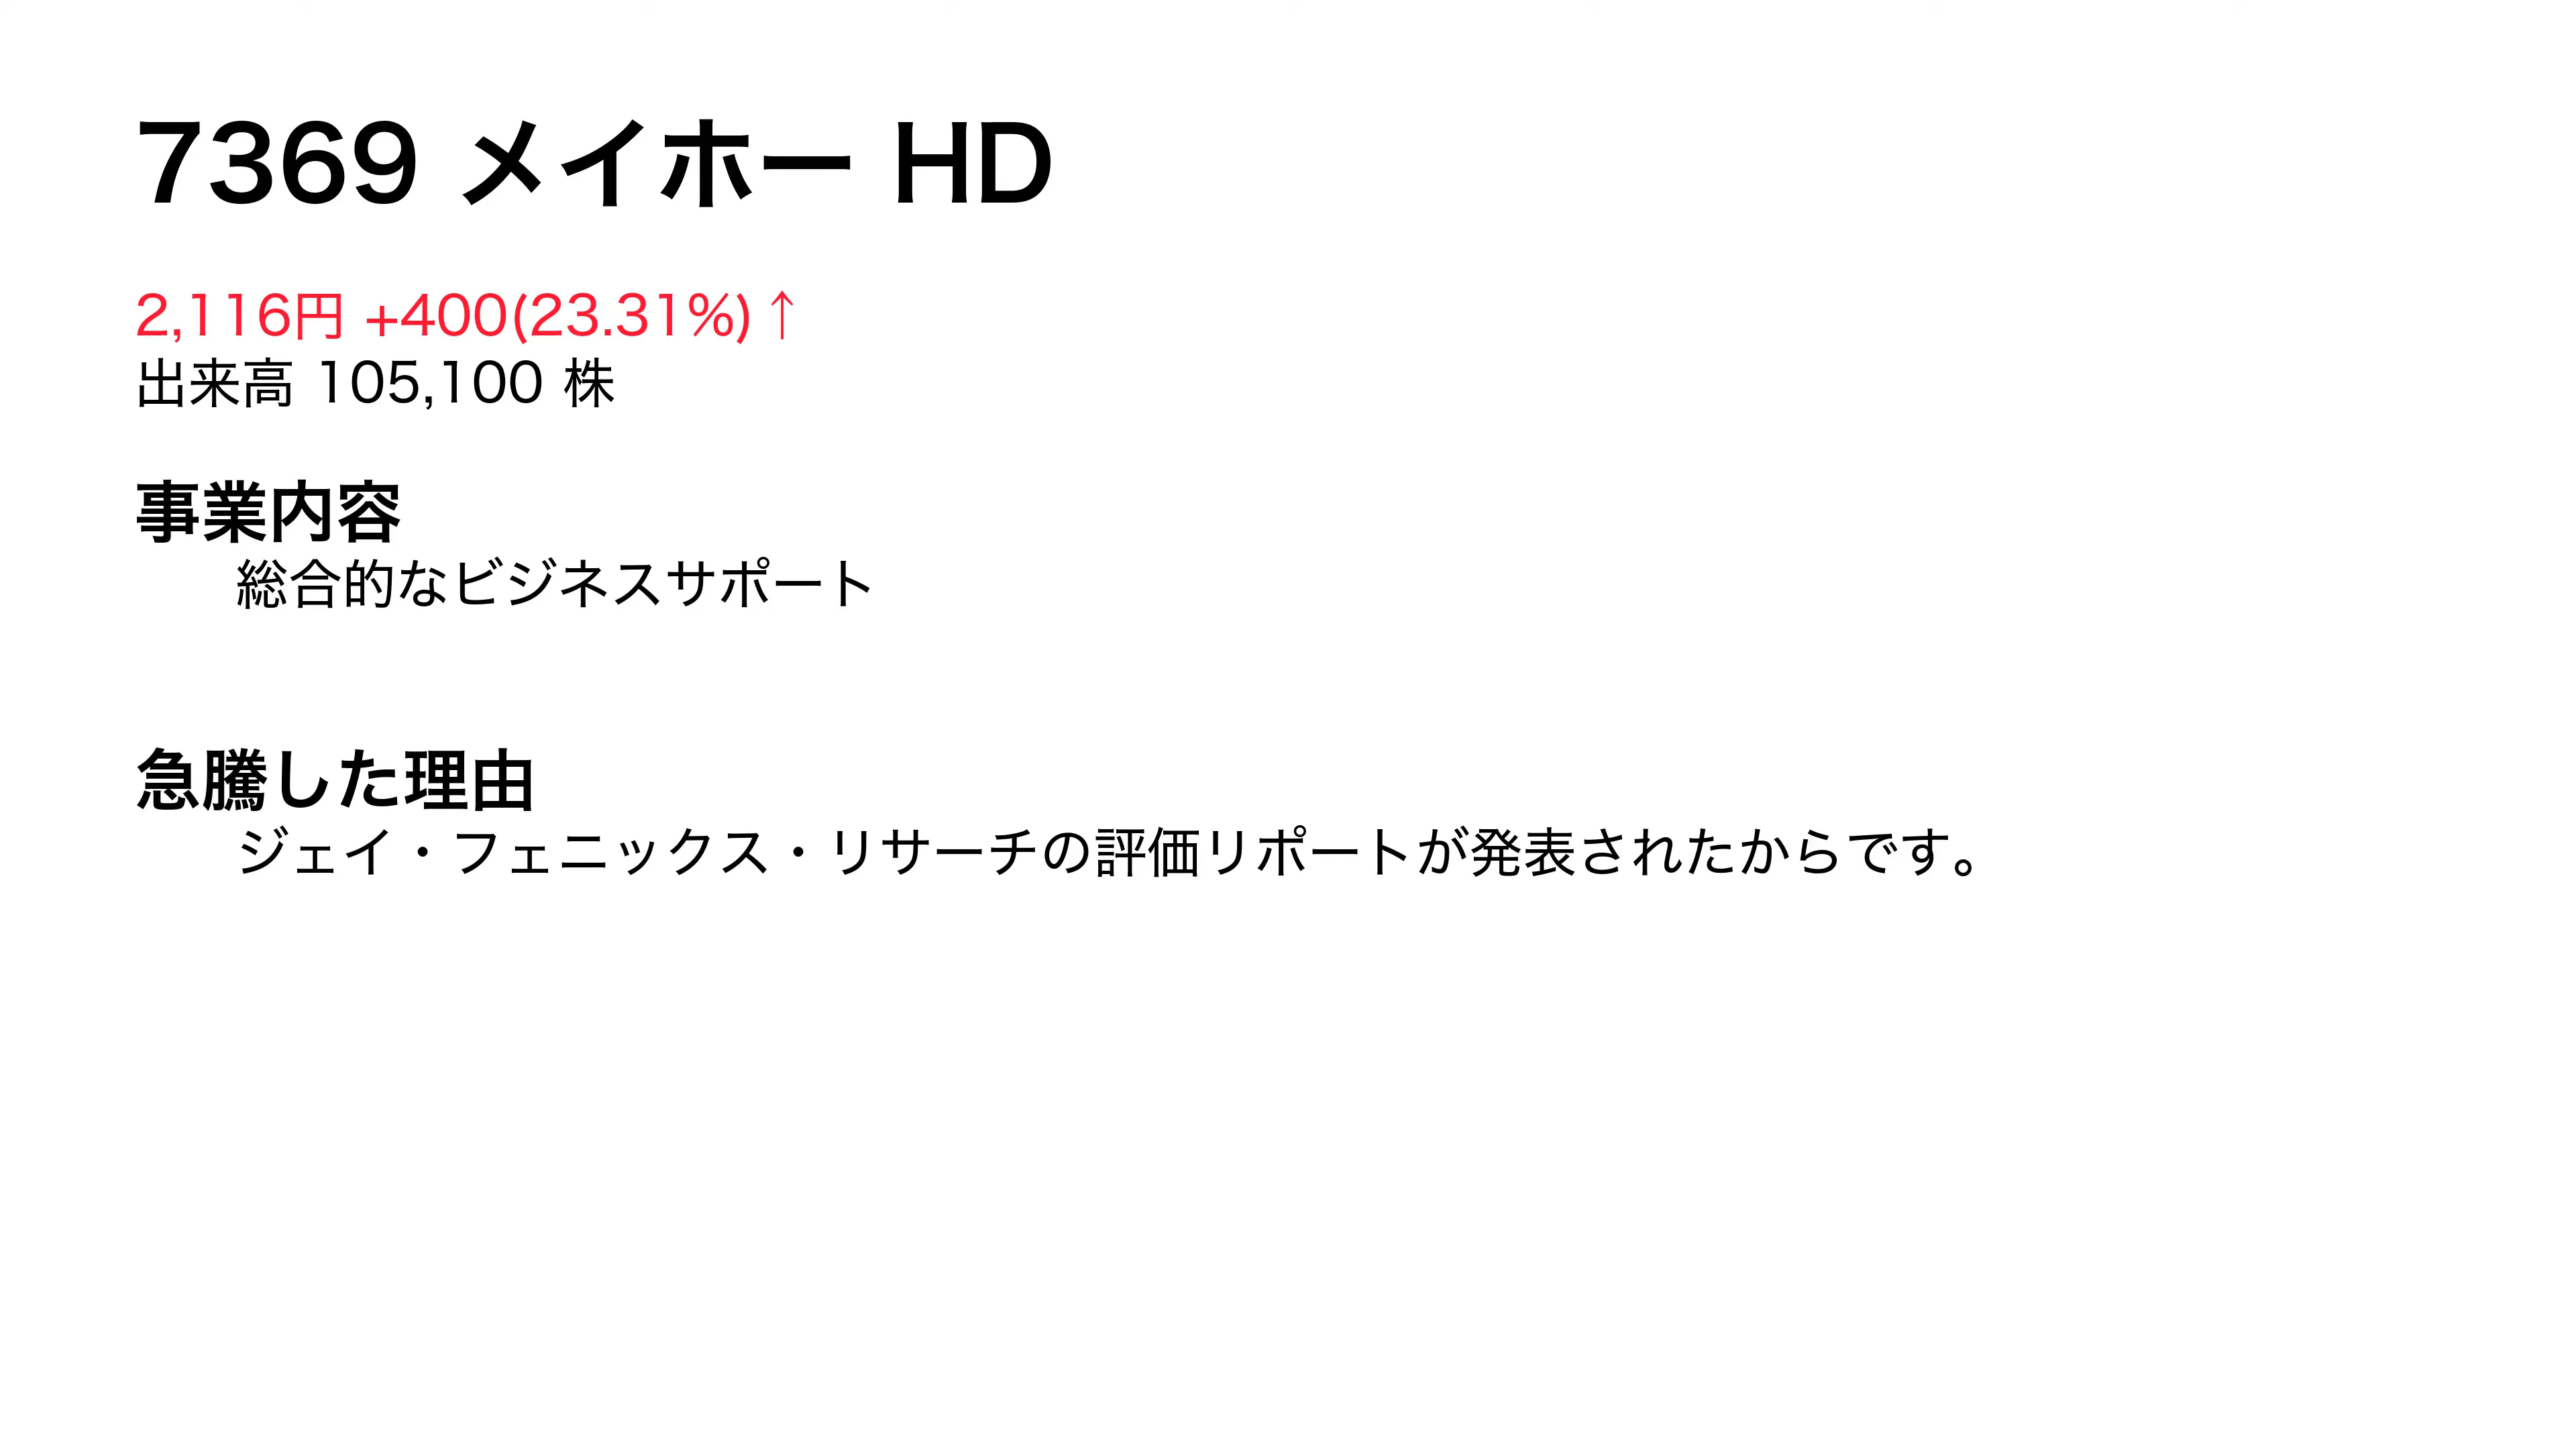 7369 メイホー HD
2,116円 +400(23.31%)↑
出来高 105,100 株
事業内容
総合的なビジネスサポート
急騰した理由
ジェイ・フェニックス・リサーチの評価リポートが発表されたからです。